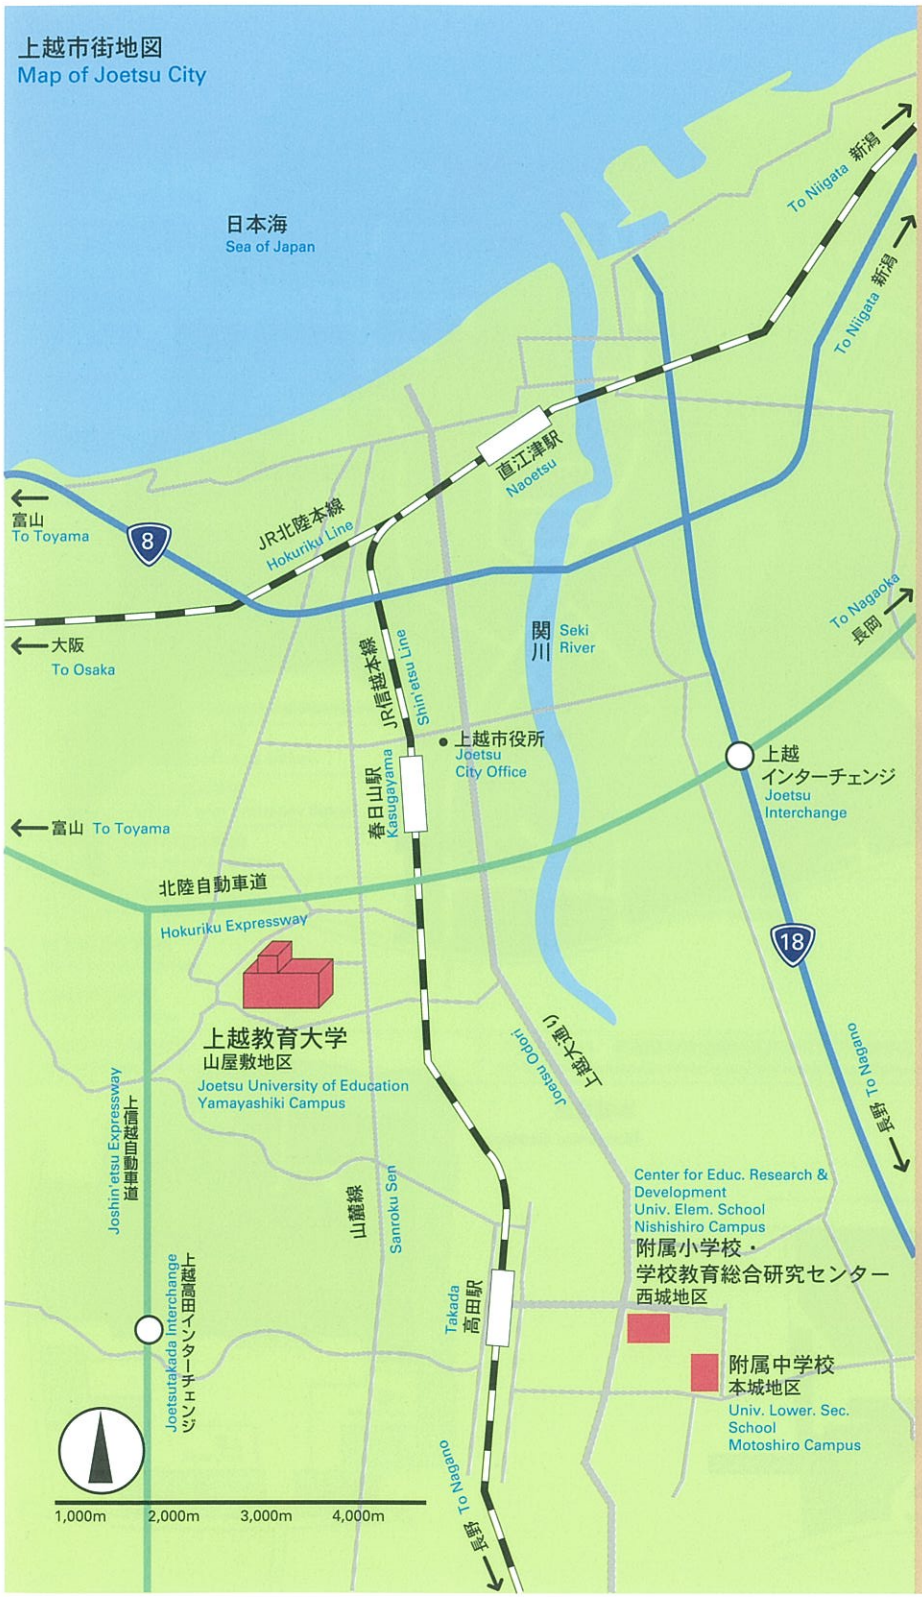 上越市街地図
Map of Joetsu City
To Niigata 新潟
日本海
Sea of Japan
To Niigata 新潟
直江津駅
Naoetsu
富山
To Toyama
8
JR北陸本線
Hokuriku Line
大阪
To Osaka
To Nagaoka
長岡
関川
Seki
River
JR信越本線
Shin'etsu Line
上越市役所
Joetsu
City Office
上越
インターチェンジ
Joetsu
Interchange
春日山駅
Kasugayama
富山 To Toyama
北陸自動車道
Hokuriku Expressway
18
上越教育大学
山屋敷地区
Joetsu University of Education
Yamayashiki Campus
上越大通り
Joetsu Odori
長野 To Nagano
Joshin'etsu Expressway
上信越自動車道
山麓線
Sanroku Sen
Center for Educ. Research &
Development
Univ. Elem. School
Nishishiro Campus
附属小学校・
学校教育総合研究センター
西城地区
Takada
高田駅
Joetsutakada Interchange
上越高田インターチェンジ
附属中学校
本城地区
Univ. Lower. Sec.
School
Motoshiro Campus
長野 To Nagano
1,000m 2,000m 3,000m 4,000m